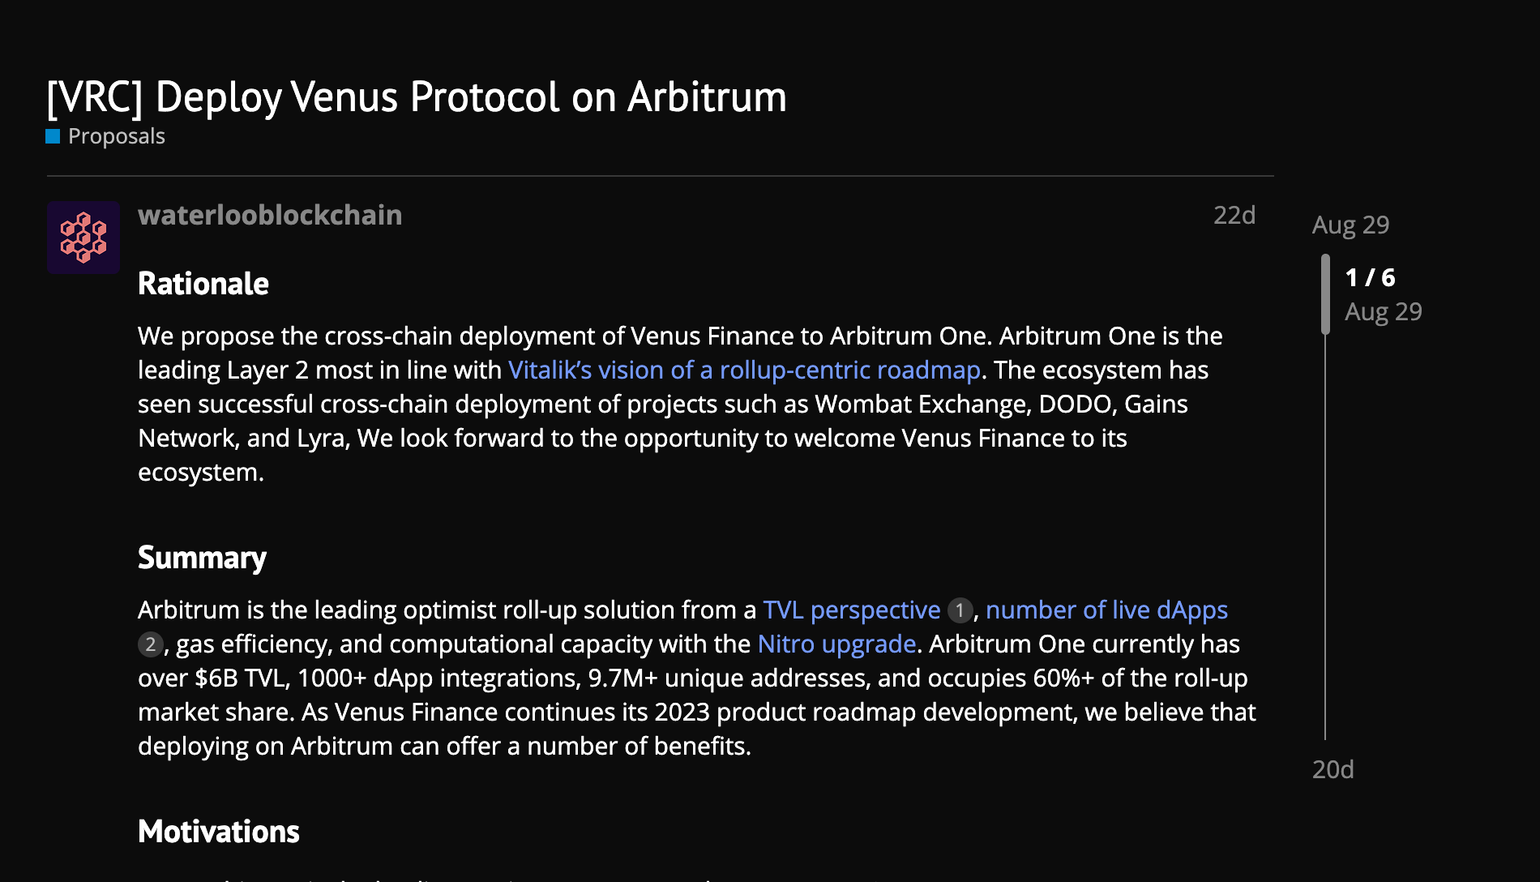 [VRC] Deploy Venus Protocol on Arbitrum
Proposals
waterlooblockchain
22d
Rationale
We propose the cross-chain deployment of Venus Finance to Arbitrum One. Arbitrum One is the
leading Layer 2 most in line with Vitalik’s vision of a rollup-centric roadmap. The ecosystem has
seen successful cross-chain deployment of projects such as Wombat Exchange, DODO, Gains
Network, and Lyra, We look forward to the opportunity to welcome Venus Finance to its
ecosystem.
Summary
Arbitrum is the leading optimist roll-up solution from a TVL perspective 1, number of live dApps
2, gas efficiency, and computational capacity with the Nitro upgrade. Arbitrum One currently has
over $6B TVL, 1000+ dApp integrations, 9.7M+ unique addresses, and occupies 60%+ of the roll-up
market share. As Venus Finance continues its 2023 product roadmap development, we believe that
deploying on Arbitrum can offer a number of benefits.
Motivations
Aug 29
1 / 6
Aug 29
20d